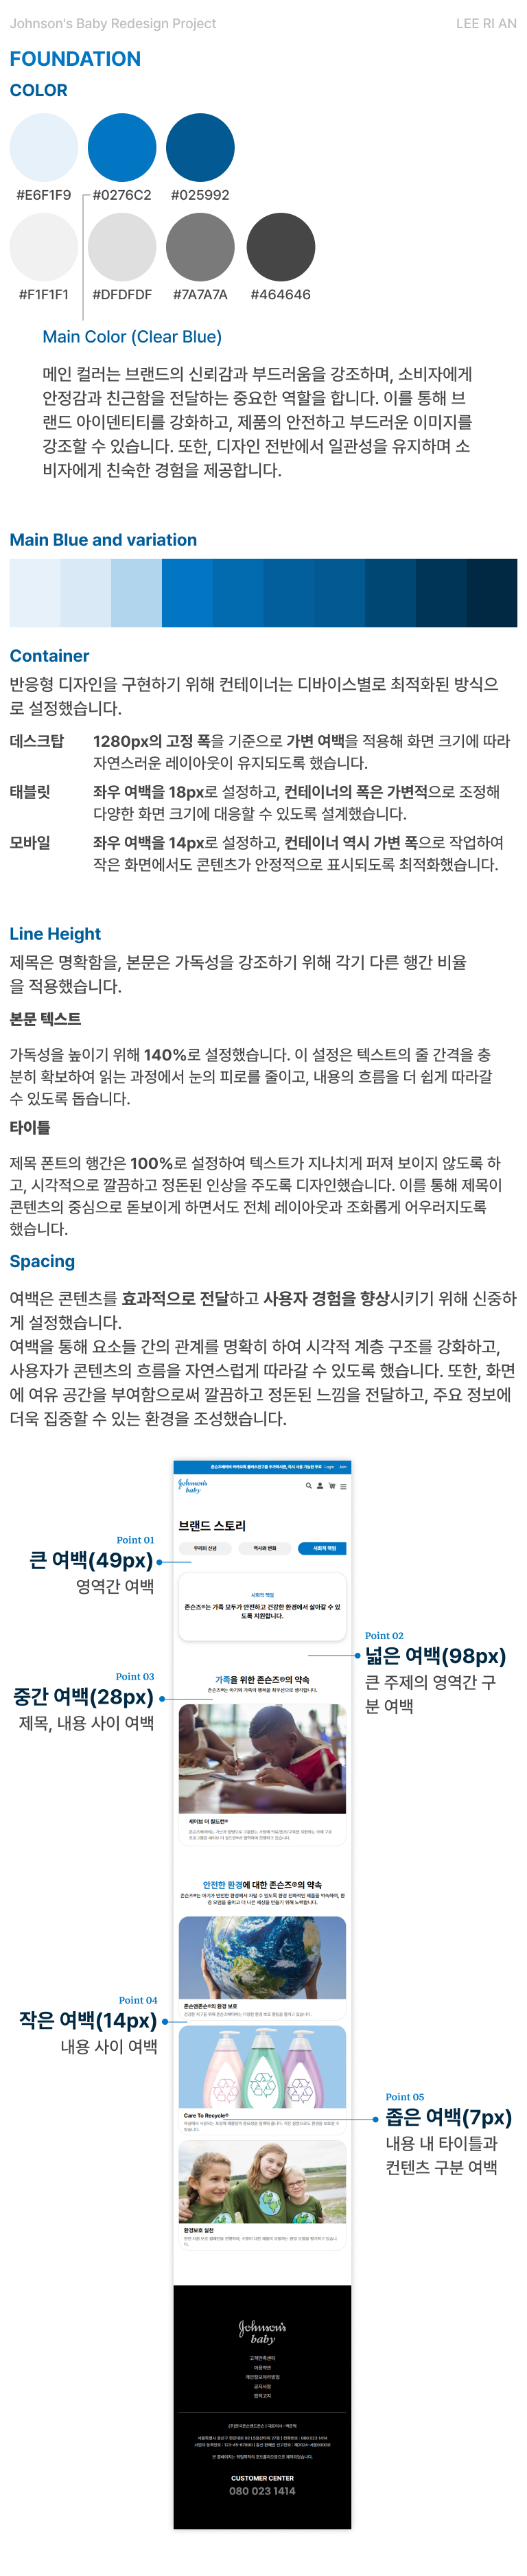 Johnson's Baby Redesign Project
LEE RI AN
FOUNDATION
COLOR
#E6F1F9
#0276C2
#025992
#F1F1F1
#DFDFDF
#7A7A7A
#464646
Main Color (Clear Blue)
메인 컬러는 브랜드의 신뢰감과 부드러움을 강조하며, 소비자에게
안정감과 친근함을 전달하는 중요한 역할을 합니다. 이를 통해 브
랜드 아이덴티티를 강화하고, 제품의 안전하고 부드러운 이미지를
강조할 수 있습니다. 또한, 디자인 전반에서 일관성을 유지하며 소
비자에게 친숙한 경험을 제공합니다.
Main Blue and variation
Container
반응형 디자인을 구현하기 위해 컨테이너는 디바이스별로 최적화된 방식으
로 설정했습니다.
데스크탑
1280px의 고정 폭을 기준으로 가변 여백을 적용해 화면 크기에 따라
자연스러운 레이아웃이 유지되도록 했습니다.
태블릿
좌우 여백을 18px로 설정하고, 컨테이너의 폭은 가변적으로 조정해
다양한 화면 크기에 대응할 수 있도록 설계했습니다.
모바일
좌우 여백을 14px로 설정하고, 컨테이너 역시 가변 폭으로 작업하여
작은 화면에서도 콘텐츠가 안정적으로 표시되도록 최적화했습니다.
Line Height
제목은 명확함을, 본문은 가독성을 강조하기 위해 각기 다른 행간 비율
을 적용했습니다.
본문 텍스트
가독성을 높이기 위해 140%로 설정했습니다. 이 설정은 텍스트의 줄 간격을 충
분히 확보하여 읽는 과정에서 눈의 피로를 줄이고, 내용의 흐름을 더 쉽게 따라갈
수 있도록 돕습니다.
타이틀
제목 폰트의 행간은 100%로 설정하여 텍스트가 지나치게 퍼져 보이지 않도록 하
고, 시각적으로 깔끔하고 정돈된 인상을 주도록 디자인했습니다. 이를 통해 제목이
콘텐츠의 중심으로 돋보이게 하면서도 전체 레이아웃과 조화롭게 어우러지도록
했습니다.
Spacing
여백은 콘텐츠를 효과적으로 전달하고 사용자 경험을 향상시키기 위해 신중하
게 설정했습니다.
여백을 통해 요소들 간의 관계를 명확히 하여 시각적 계층 구조를 강화하고,
사용자가 콘텐츠의 흐름을 자연스럽게 따라갈 수 있도록 했습니다. 또한, 화면
에 여유 공간을 부여함으로써 깔끔하고 정돈된 느낌을 전달하고, 주요 정보에
더욱 집중할 수 있는 환경을 조성했습니다.
Login
Join
Johnson's
baby
브랜드 스토리
우리의 신념
역사와 변화
사회적 책임
Point 01
큰 여백(49px)
영역간 여백
사회적 책임
존슨즈®는 가족 모두가 안전하고 건강한 환경에서 살아갈 수 있
도록 지원합니다.
Point 02
넓은 여백(98px)
큰 주제의 영역간 구
분 여백
Point 03
중간 여백(28px)
제목, 내용 사이 여백
가족을 위한 존슨즈®의 약속
존슨즈®는 아기와 가족의 행복을 최우선으로 생각합니다.
세이브 더 칠드런®
안전한 환경에 대한 존슨즈®의 약속
존슨앤존슨®의 환경 보호
Point 04
작은 여백(14px)
내용 사이 여백
Care To Recycle®
Point 05
좁은 여백(7px)
내용 내 타이틀과
컨텐츠 구분 여백
환경보호 실천
Johnson's
baby
고객만족센터
이용약관
개인정보처리방침
공지사항
법적고지
CUSTOMER CENTER
080 023 1414